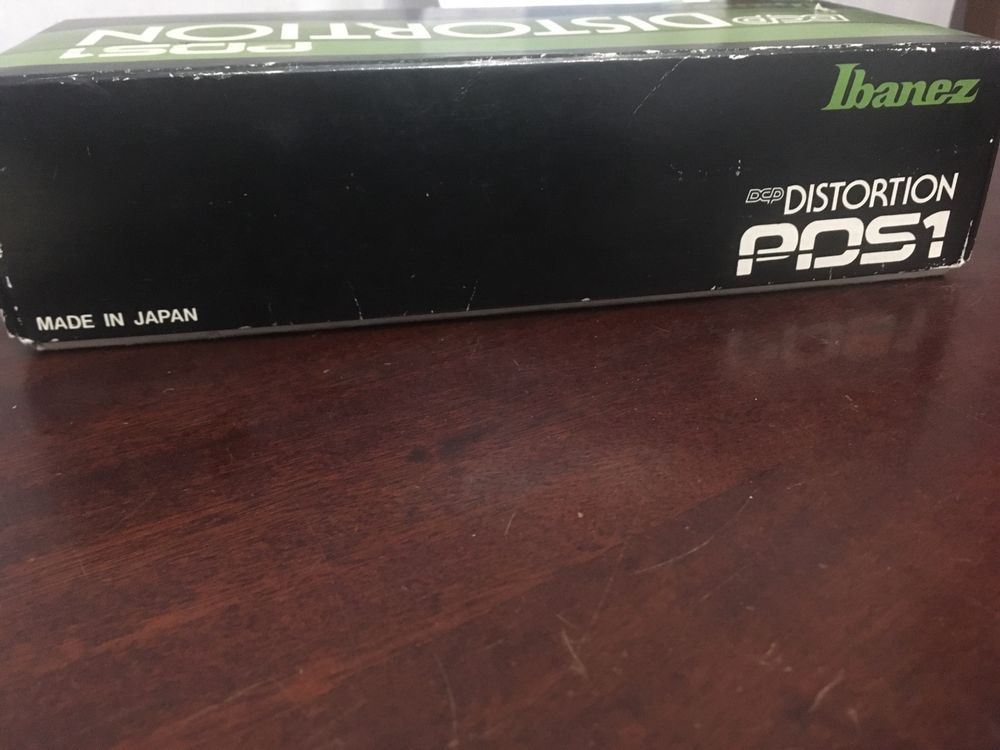 DCP DISTORTION
PDS1
Ibanez
DCP DISTORTION
PDS1
MADE IN JAPAN